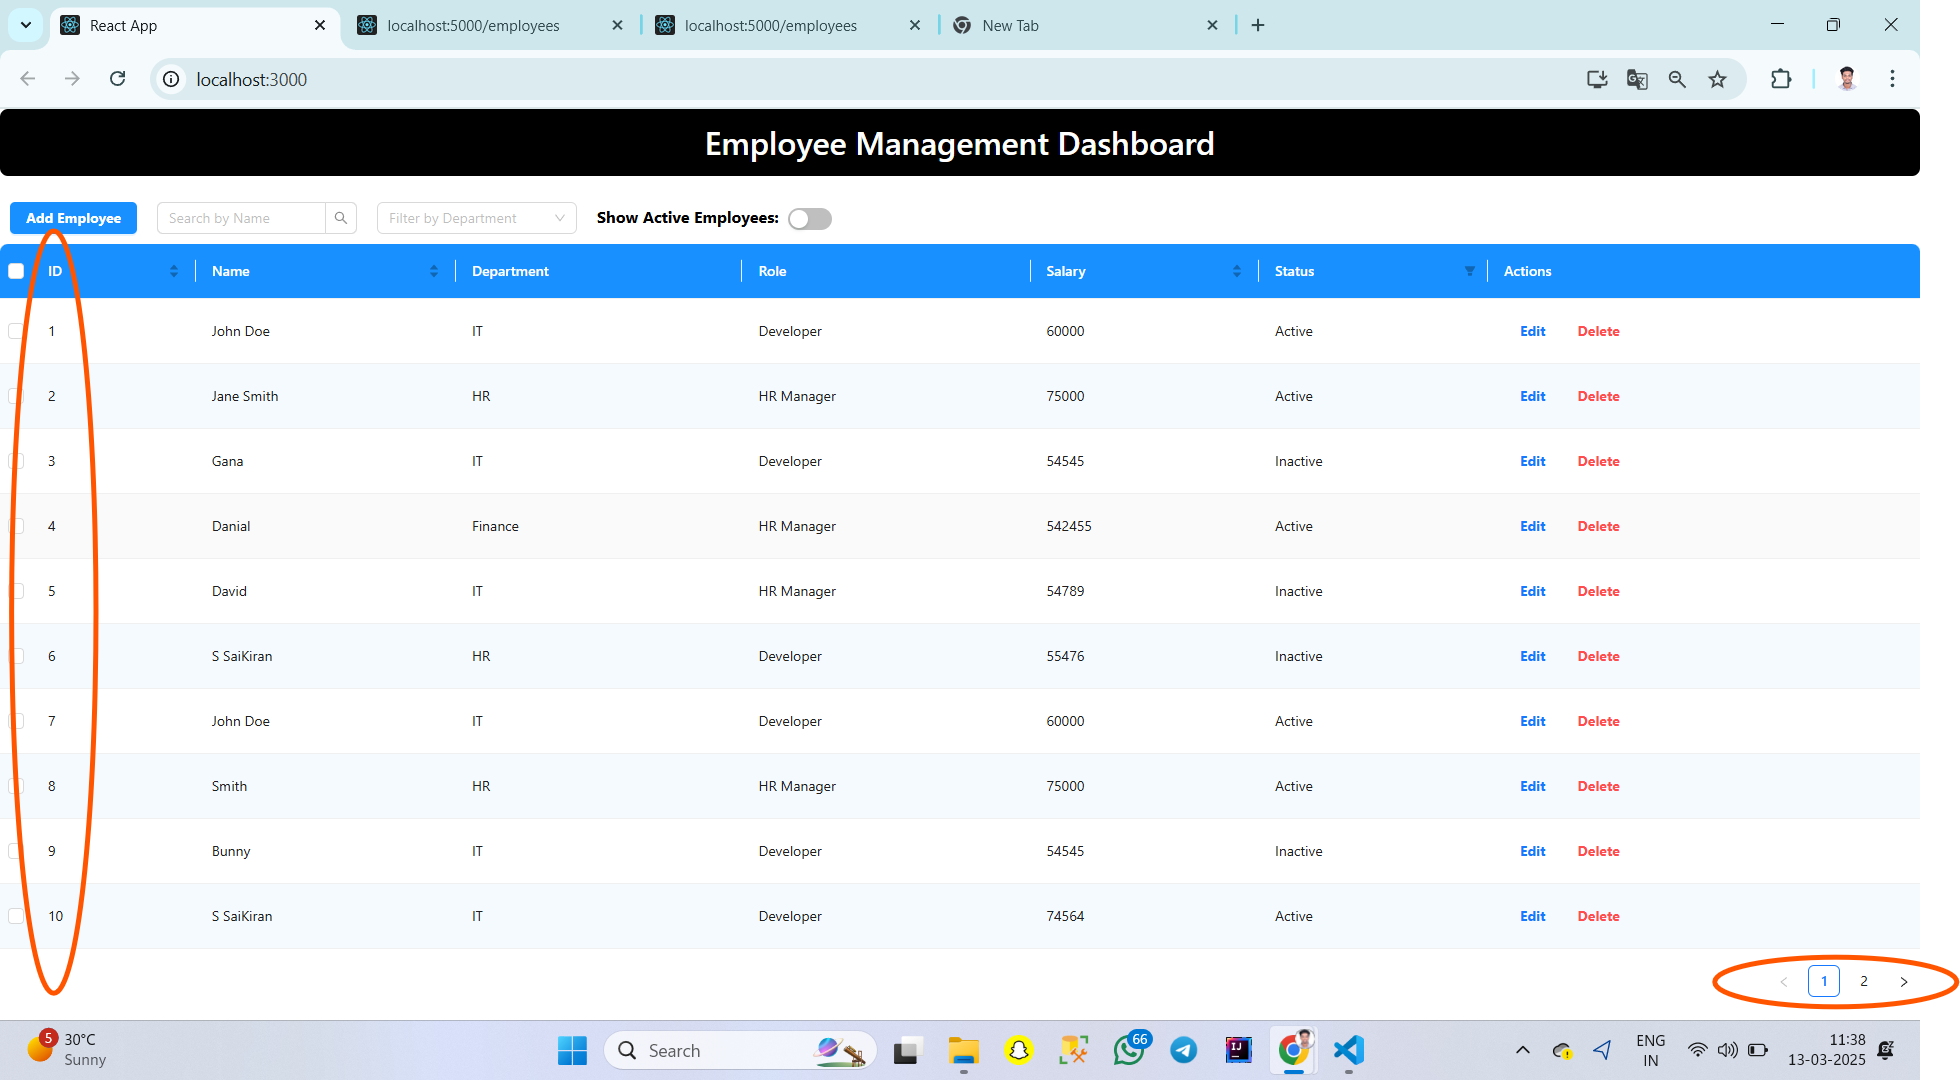 React App
localhost:5000/employees
localhost:5000/employees
New Tab
localhost:3000
Employee Management Dashboard
Add Employee Search by Name Filter by Department Show Active Employees:
ID Name Department Role Salary Status Actions
1 John Doe IT Developer 60000 Active Edit Delete
2 Jane Smith HR HR Manager 75000 Active Edit Delete
3 Gana IT Developer 54545 Inactive Edit Delete
4 Danial Finance HR Manager 542455 Active Edit Delete
5 David IT HR Manager 54789 Inactive Edit Delete
6 S SaiKiran HR Developer 55476 Inactive Edit Delete
7 John Doe IT Developer 60000 Active Edit Delete
8 Smith HR HR Manager 75000 Active Edit Delete
9 Bunny IT Developer 54545 Inactive Edit Delete
10 S SaiKiran IT Developer 74564 Active Edit Delete
< 1 2 >
5 30°C
Sunny
Search
66
IJ
ENG
IN
11:38
13-03-2025